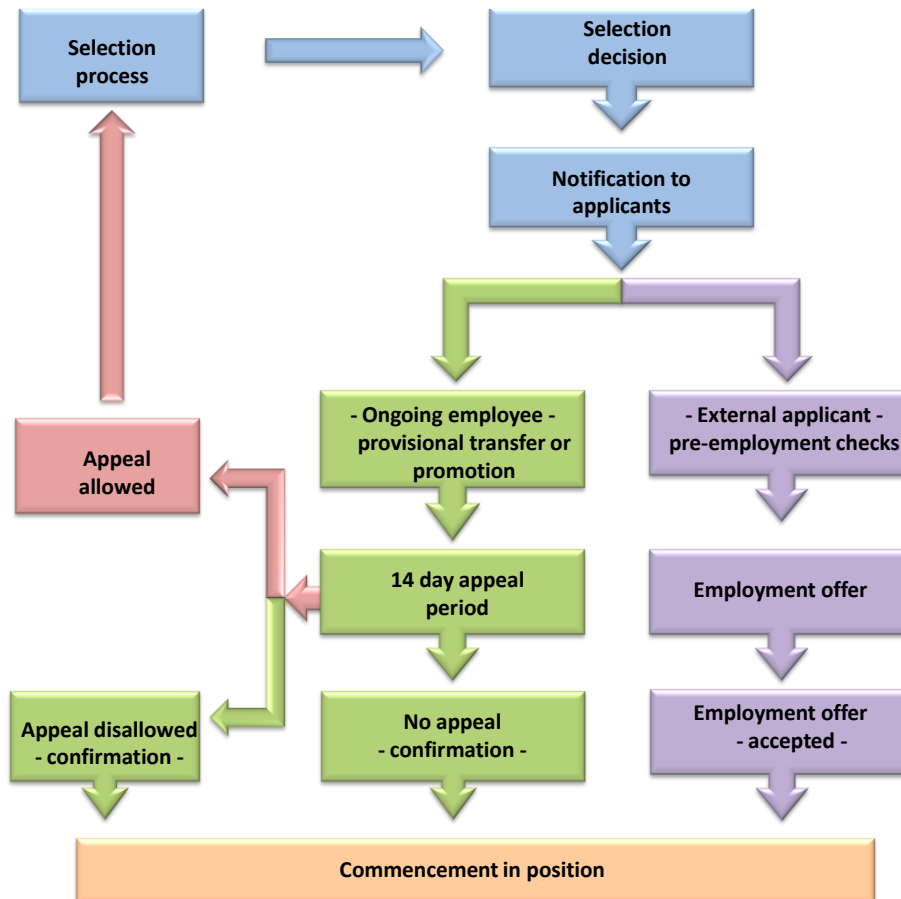 Selection
process
Selection
decision
Notification to
applicants
- Ongoing employee -
provisional transfer or
promotion
- External applicant -
pre-employment checks
Appeal
allowed
14 day appeal
period
Employment offer
Appeal disallowed
- confirmation -
No appeal
- confirmation -
Employment offer
- accepted -
Commencement in position